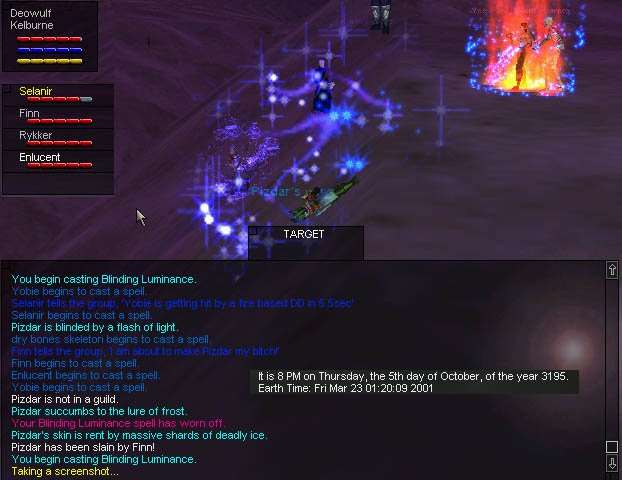 Deowulf
Kelburne
Selanir
Finn
Rykker
Enlucent
Pizdar's
TARGET
You begin casting Blinding Luminance.
Yobie begins to cast a spell.
Selanir tells the group, 'Yobie is getting hit by a fire based DD in 5.5sec'
Selanir begins to cast a spell.
Pizdar is blinded by a flash of light.
dry bones skeleton begins to cast a spell.
Finn tells the group, 'I am about to make Pizdar my bitch!'
Finn begins to cast a spell.
Enlucent begins to cast a spell.
Yobie begins to cast a spell.
Pizdar is not in a guild.
Pizdar succumbs to the lure of frost.
Your Blinding Luminance spell has worn off.
Pizdar's skin is rent by massive shards of deadly ice.
Pizdar has been slain by Finn!
You begin casting Blinding Luminance.
Taking a screenshot...
It is 8 PM on Thursday, the 5th day of October, of the year 3195.
Earth Time: Fri Mar 23 01:20:09 2001